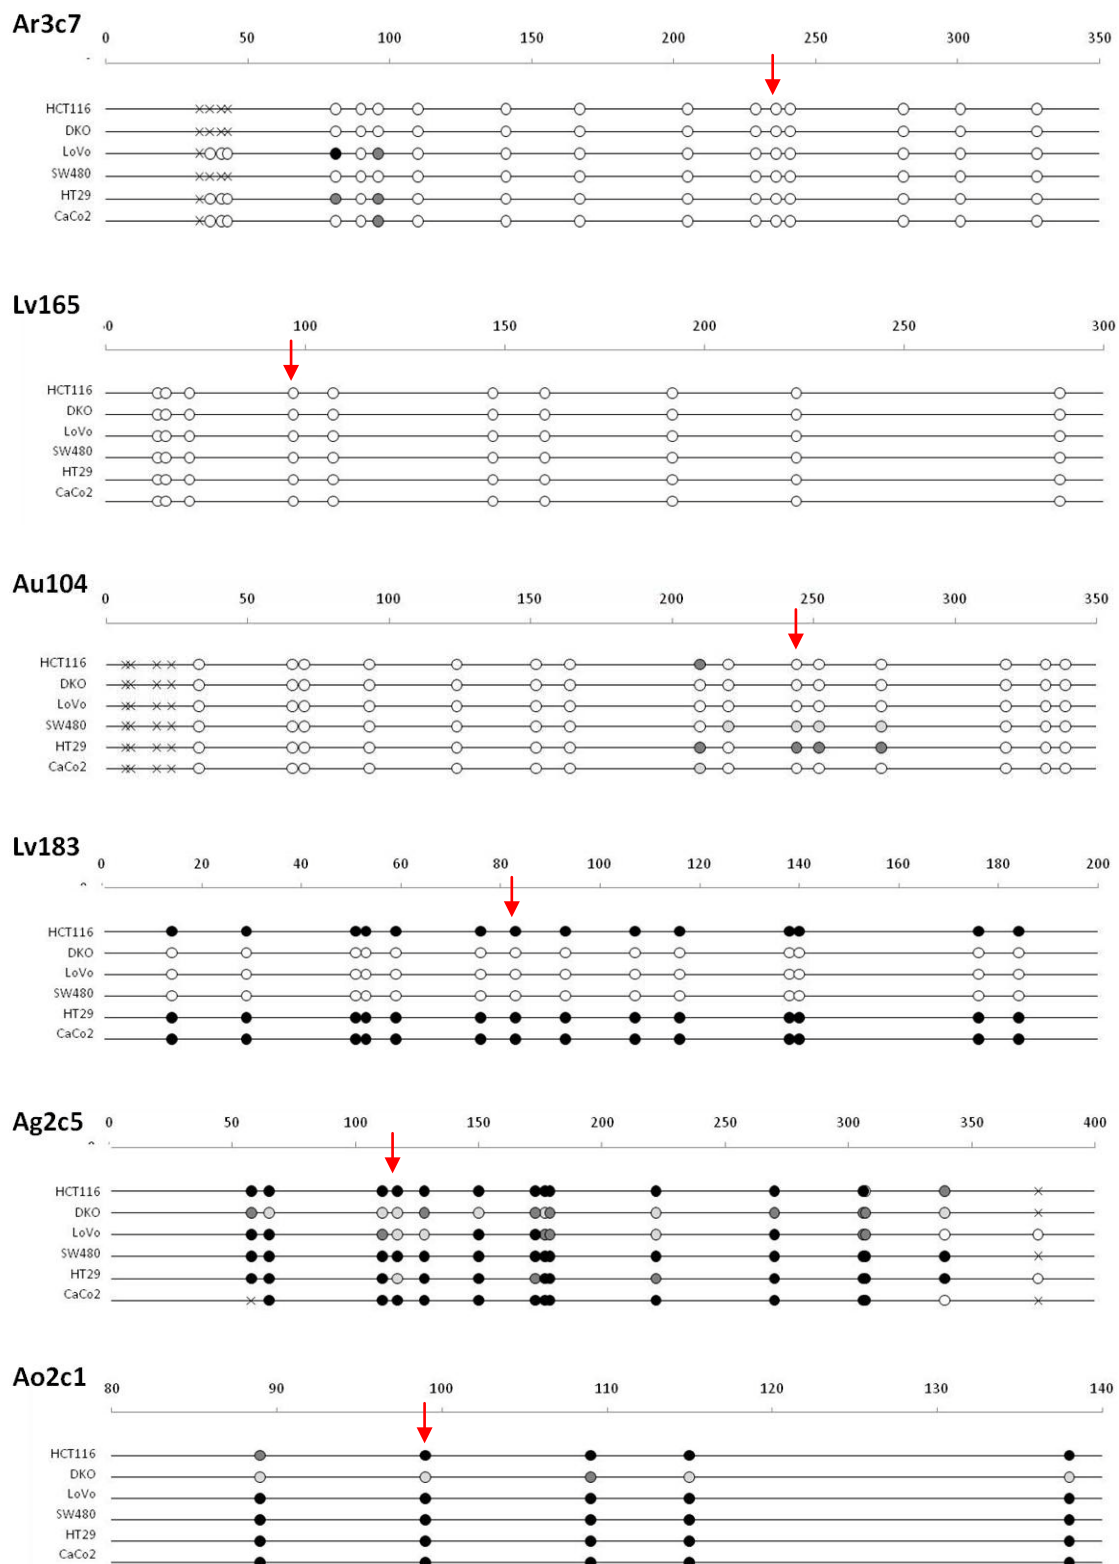 Ar3c7
0 50 100 150 200 250 300 350
HCT116
DKO
LoVo
SW480
HT29
CaCo2
Lv165
0 100 150 200 250 300
HCT116
DKO
LoVo
SW480
HT29
CaCo2
Au104
0 50 100 150 200 250 300 350
HCT116
DKO
LoVo
SW480
HT29
CaCo2
Lv183
0 20 40 60 80 100 120 140 160 180 200
HCT116
DKO
LoVo
SW480
HT29
CaCo2
Ag2c5
0 50 100 150 200 250 300 350 400
HCT116
DKO
LoVo
SW480
HT29
CaCo2
Ao2c1
80 90 100 110 120 130 140
HCT116
DKO
LoVo
SW480
HT29
CaCo2